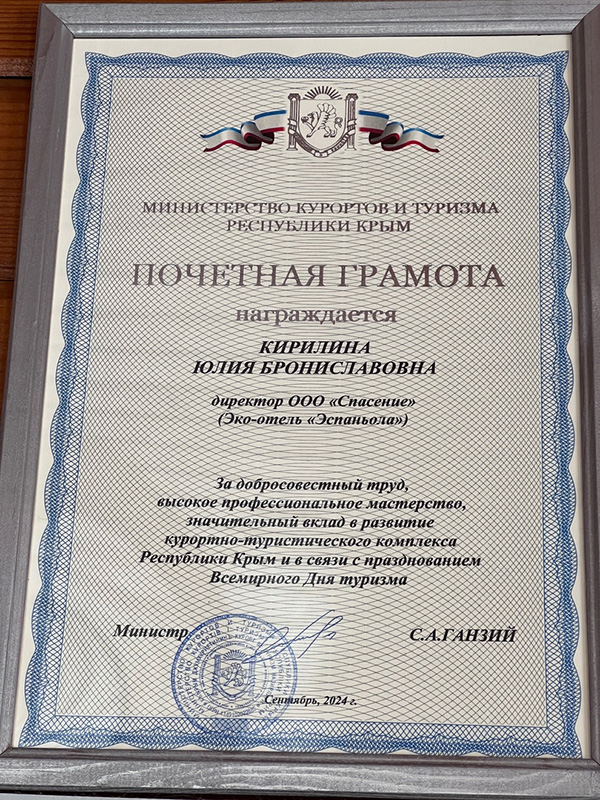 МИНИСТЕРСТВО КУРОРТОВ И ТУРИЗМА
РЕСПУБЛИКИ КРЫМ
ПОЧЕТНАЯ ГРАМОТА
награждается
КИРИЛИНА
ЮЛИЯ БРОНИСЛАВОВНА
директор ООО «Спасение»
(Эко-отель «Эспаньола»)
За добросовестный труд,
высокое профессиональное мастерство,
значительный вклад в развитие
курортно-туристического комплекса
Республики Крым и в связи с празднованием
Всемирного Дня туризма
Министр С.А.ГАНЗИЙ
Сентябрь, 2024 г.